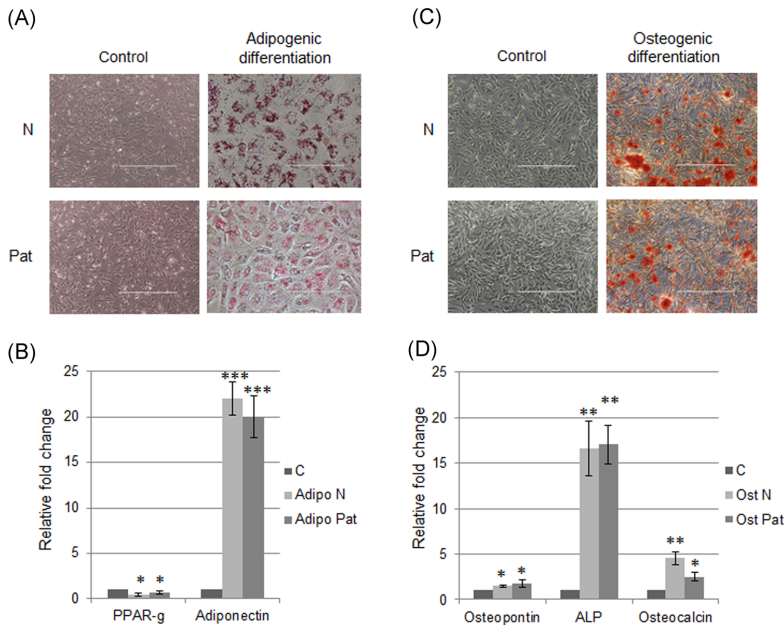 (A)
Control
Adipogenic
differentiation
N
Pat
(B)
Relative fold change
25
20
15
10
5
0
***
***
*
*
PPAR-g
Adiponectin
C
Adipo N
Adipo Pat
(C)
Control
Osteogenic
differentiation
N
Pat
(D)
Relative fold change
25
20
15
10
5
0
*
*
**
**
**
*
Osteopontin
ALP
Osteocalcin
C
Ost N
Ost Pat